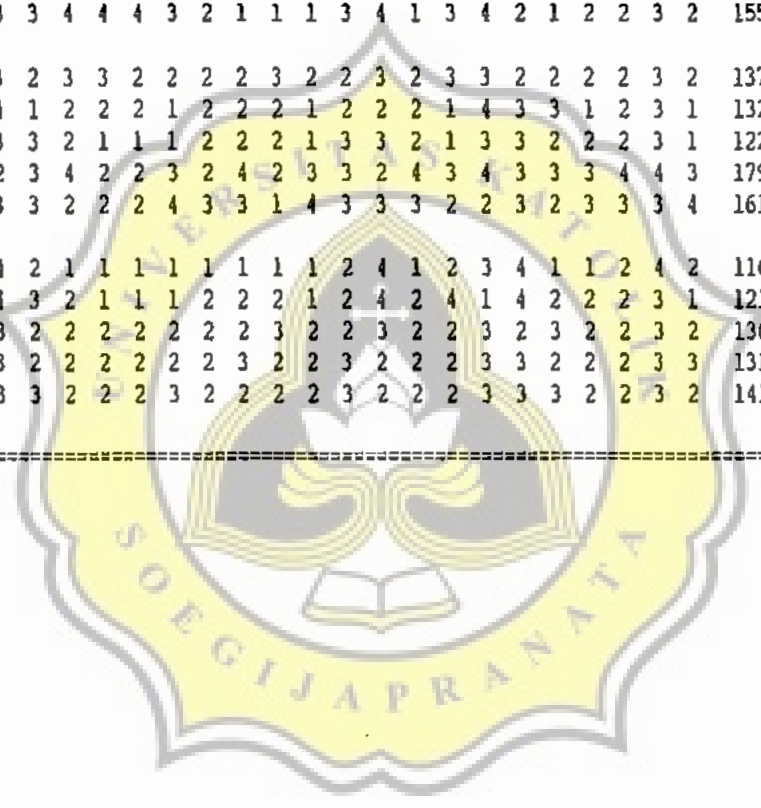 3 4 4 4 3 2 1 1 1 3 4 1 3 4 2 1 2 2 3 2 155
2 3 3 2 2 2 2 3 2 2 3 2 3 3 2 2 2 2 3 2
1 2 2 2 1 2 2 2 1 2 2 2 1 4 3 3 1 2 3 1 132
3 2 1 1 1 2 2 2 1 3 3 2 1 3 3 2 2 2 3 1 122
3 4 2 2 3 2 4 2 3 3 2 4 3 4 3 3 3 4 4 3 179
3 2 2 2 4 3 3 1 4 3 3 3 2 2 3 2 3 3 3 4 161
2 1 1 1 1 1 1 1 1 2 4 1 2 3 4 1 1 2 4 2
3 2 1 1 1 2 2 2 1 2 4 2 4 1 4 2 2 2 3 1
2 2 2 2 2 2 2 3 2 2 3 2 2 3 2 3 2 2 3 2
2 2 2 2 2 2 3 2 2 3 2 2 2 3 3 2 2 2 3 3
3 2 2 2 3 2 2 2 2 3 2 2 2 3 3 3 2 2 3 2
UNIVERSITAS KATOLIK
SOEGIJAPRANATA